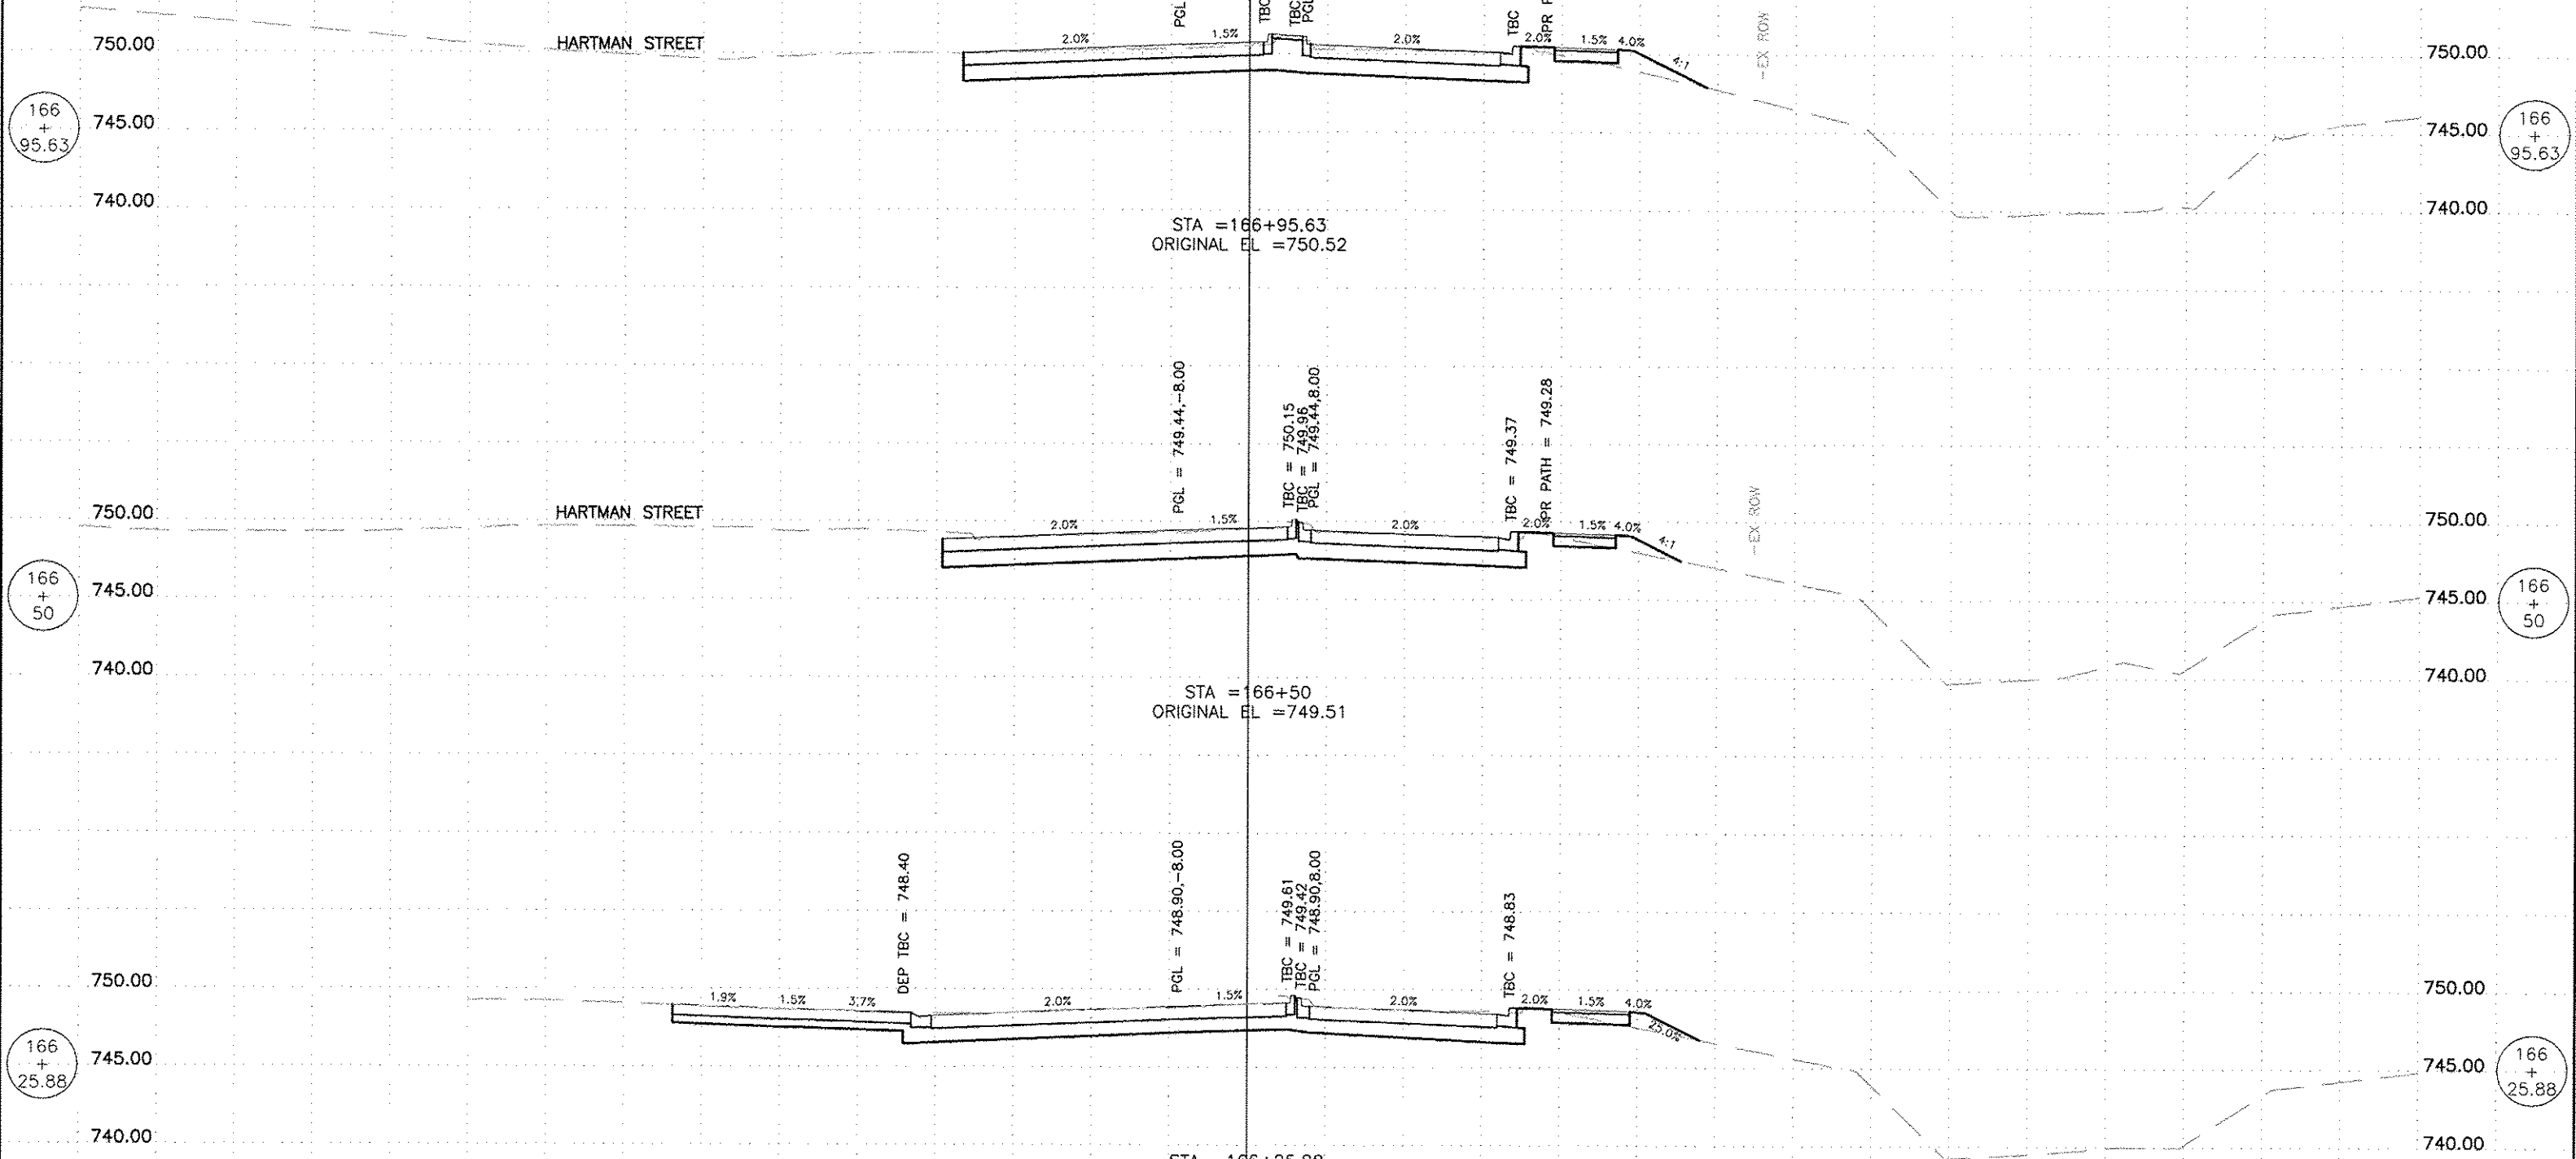 PGL
TBC
TBC
PGL
TBC
PR
750.00
HARTMAN STREET
2.0%
1.5%
2.0%
2.0%
1.5%
4.0%
4:1
-EX ROW
750.00
166
+
95.63
745.00
745.00
166
+
95.63
740.00
740.00
STA =166+95.63
ORIGINAL EL =750.52
PGL = 749.44,-8.00
TBC = 750.15
TBC = 749.96
PGL = 749.44,8.00
TBC = 749.37
PR PATH = 749.28
750.00
HARTMAN STREET
2.0%
1.5%
2.0%
2.0%
1.5%
4.0%
4:1
-EX ROW
750.00
166
+
50
745.00
745.00
166
+
50
740.00
740.00
STA =166+50
ORIGINAL EL =749.51
DEP TBC = 748.40
PGL = 748.90,-8.00
TBC = 749.61
TBC = 749.42
PGL = 748.90,8.00
TBC = 748.83
750.00
1.9%
1.5%
3.7%
2.0%
1.5%
2.0%
2.0%
1.5%
4.0%
25.0%
750.00
166
+
25.88
745.00
745.00
166
+
25.88
740.00
740.00